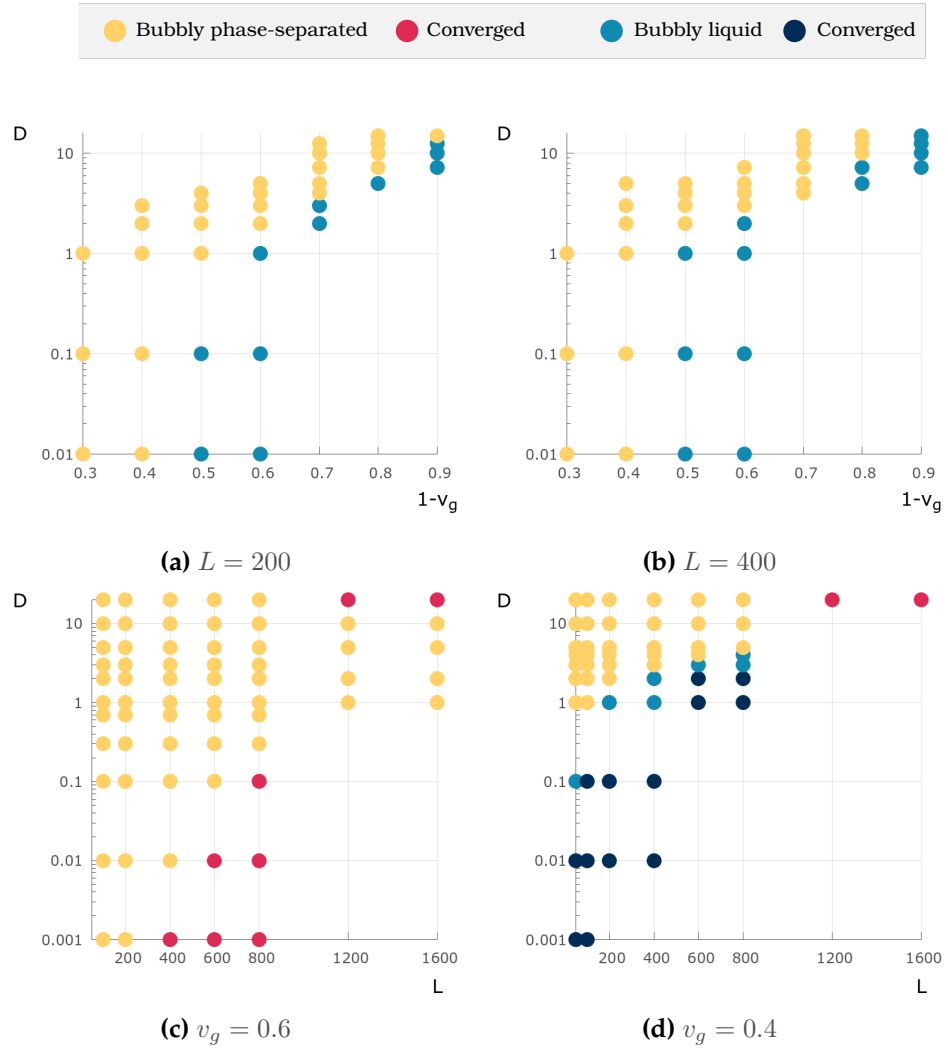 Bubbly phase-separated Converged Bubbly liquid Converged
D D
10 10
1 1
0.1 0.1
0.01 0.01
0.3 0.4 0.5 0.6 0.7 0.8 0.9 0.3 0.4 0.5 0.6 0.7 0.8 0.9
1-v_g 1-v_g
(a) L = 200 (b) L = 400
D D
10 10
1 1
0.1 0.1
0.01 0.01
0.001 0.001
200 400 600 800 1200 1600 200 400 600 800 1200 1600
L L
(c) v_g = 0.6 (d) v_g = 0.4